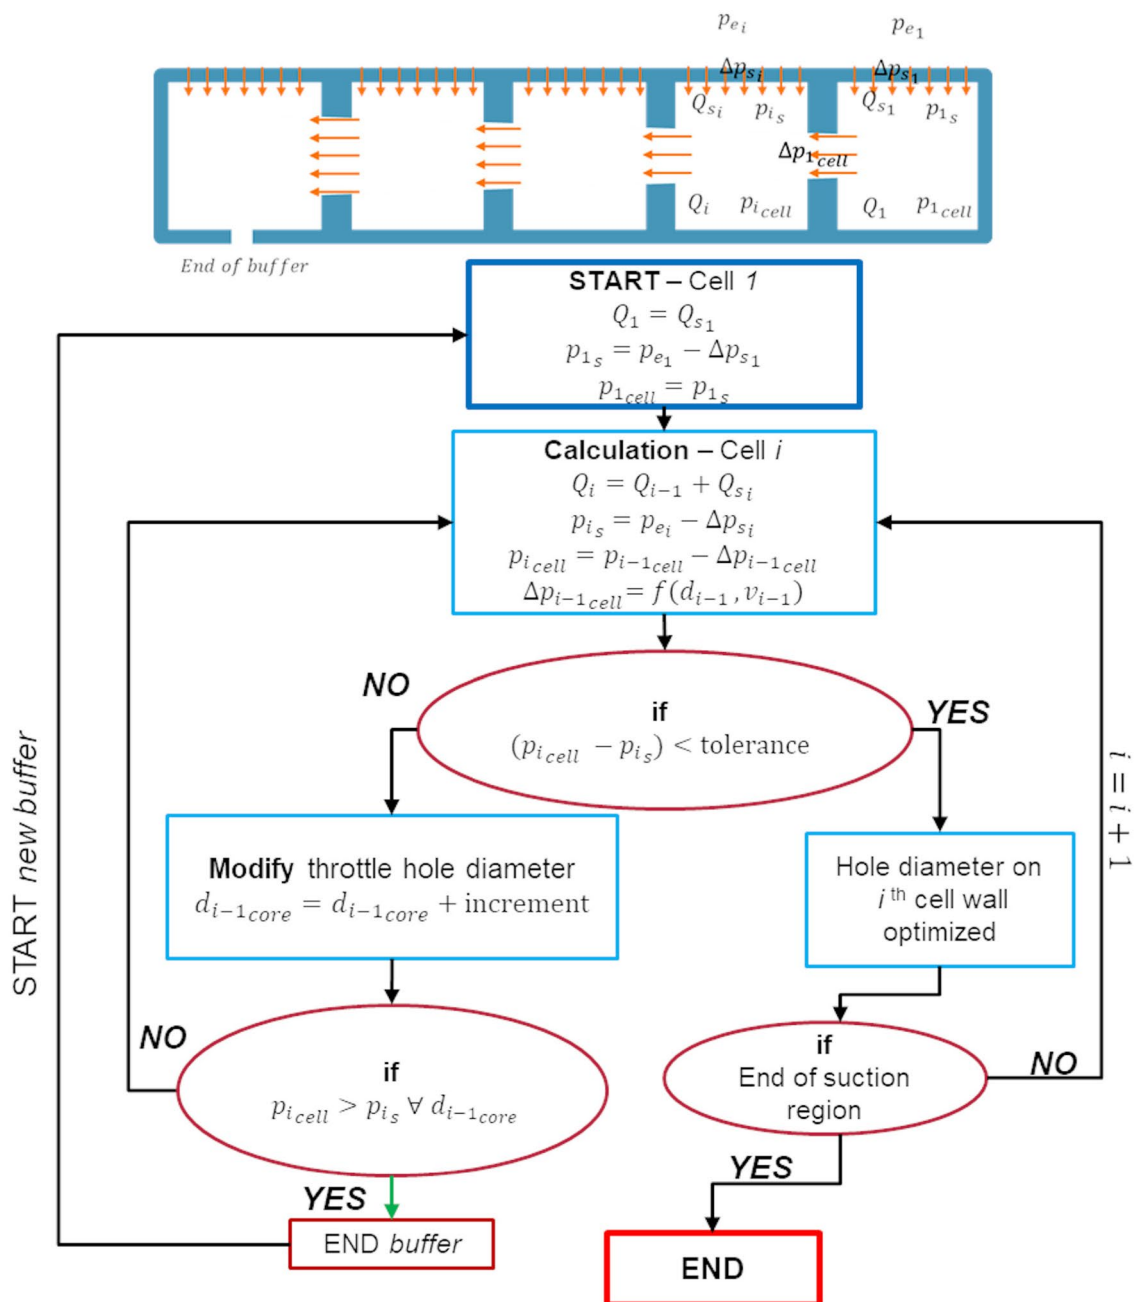 p_{e_i} p_{e_1}
Δp_{s_i} Δp_{s_1}
Q_{s_i} p_{i_s} Q_{s_1} p_{1_s}
Δp_{1_{cell}}
Q_i p_{i_{cell}} Q_1 p_{1_{cell}}
End of buffer
START – Cell 1
Q_1 = Q_{s_1}
p_{1_s} = p_{e_1} − Δp_{s_1}
p_{1_{cell}} = p_{1_s}
Calculation – Cell i
Q_i = Q_{i−1} + Q_{s_i}
p_{i_s} = p_{e_i} − Δp_{s_i}
p_{i_{cell}} = p_{i−1_{cell}} − Δp_{i−1_{cell}}
Δp_{i−1_{cell}} = f(d_{i−1}, v_{i−1})
NO
YES
if
(p_{i_{cell}} − p_{i_s}) < tolerance
START new buffer
i = i + 1
Modify throttle hole diameter
d_{i−1_{core}} = d_{i−1_{core}} + increment
Hole diameter on
i th cell wall
optimized
NO
if
p_{i_{cell}} > p_{i_s} ∀ d_{i−1_{core}}
if
End of suction
region
NO
YES
YES
END buffer
END